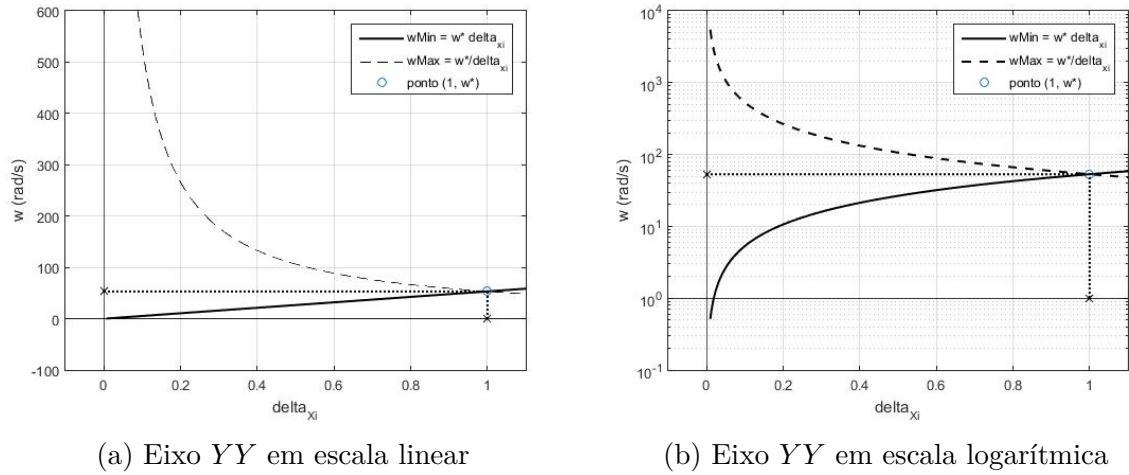 600
500
400
300
200
100
0
-100
w (rad/s)
wMin = w* delta_xi
wMax = w*/delta_xi
ponto (1, w*)
0 0.2 0.4 0.6 0.8 1
delta_Xi
(a) Eixo YY em escala linear
10^4
10^3
10^2
10^1
10^0
10^-1
w (rad/s)
wMin = w* delta_xi
wMax = w*/delta_xi
ponto (1, w*)
0 0.2 0.4 0.6 0.8 1
delta_Xi
(b) Eixo YY em escala logarítmica